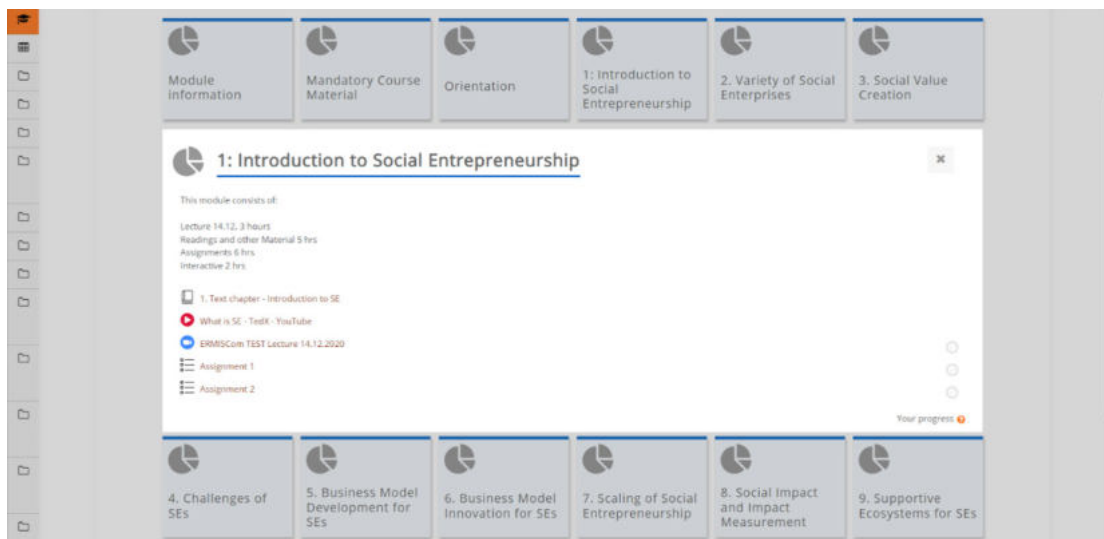 Module
information
Mandatory Course
Material
Orientation
1: Introduction to
Social
Entrepreneurship
2. Variety of Social
Enterprises
3. Social Value
Creation
1: Introduction to Social Entrepreneurship
This module consists of:
Lecture 14.12, 3 hours
Readings and other Material 5 hrs
Assignments 6 hrs
Interactive 2 hrs
1. Text chapter - Introduction to SE
What is SE - TedX - YouTube
ERMISCom TEST Lecture 14.12.2020
Assignment 1
Assignment 2
Your progress
4. Challenges of
SEs
5. Business Model
Development for
SEs
6. Business Model
Innovation for SEs
7. Scaling of Social
Entrepreneurship
8. Social Impact
and Impact
Measurement
9. Supportive
Ecosystems for SEs